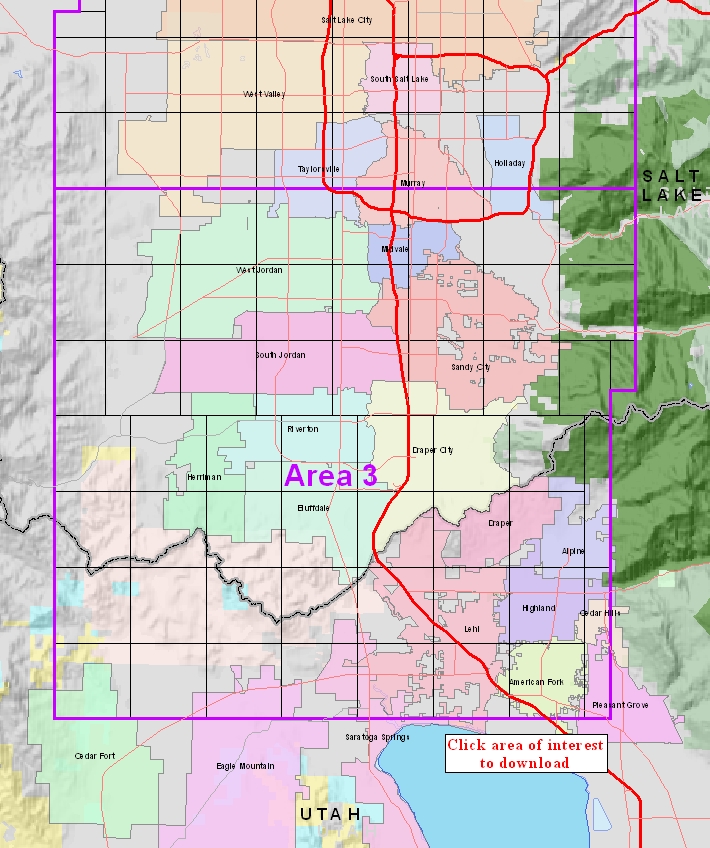 Salt Lake City
South Salt Lake
West Valley
Holladay
Taylorsville
SALT
LAKE
Murray
Midvale
West Jordan
South Jordan
Sandy City
Riverton
Draper City
Area 3
Herriman
Bluffdale
Draper
Alpine
Highland
Cedar Hills
Lehi
American Fork
Pleasant Grove
Saratoga Springs
Click area of interest
to download
Cedar Fort
Eagle Mountain
UTAH